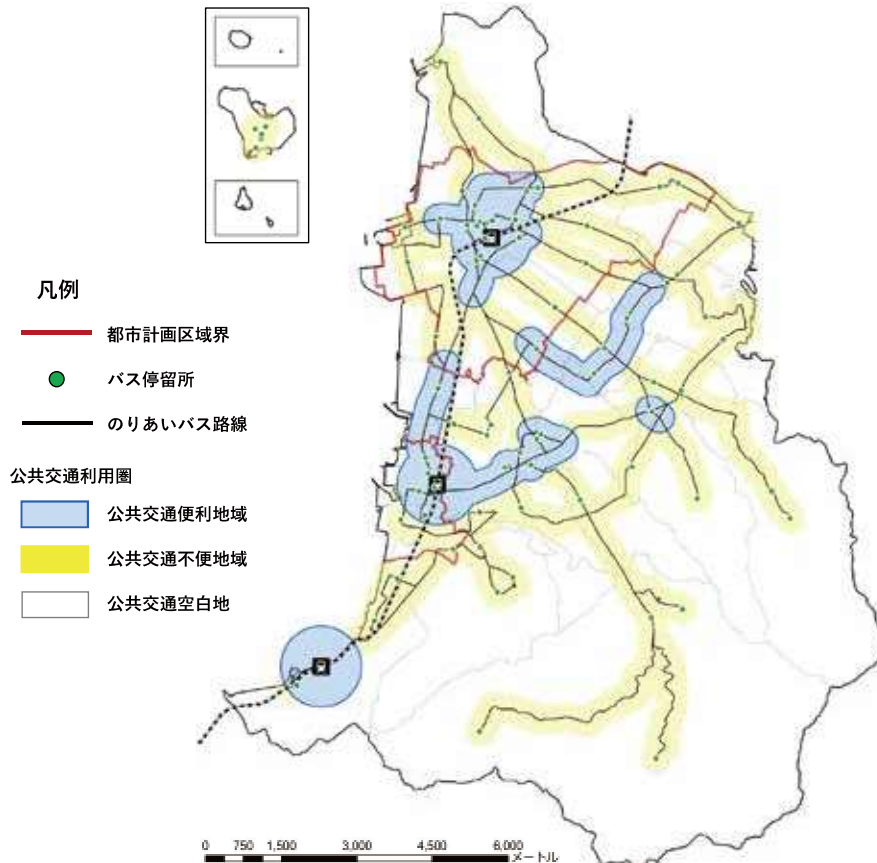 凡例
都市計画区域界
バス停留所
のりあいバス路線
公共交通利用圏
公共交通便利地域
公共交通不便地域
公共交通空白地
0 750 1,500 3,000 4,500 6,000
メートル